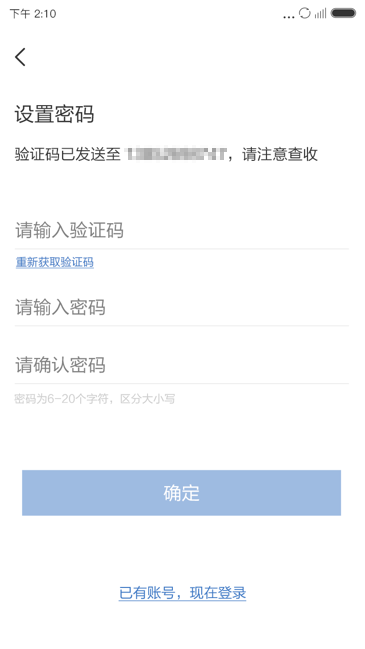 下午 2:10
设置密码
验证码已发送至 ，请注意查收
请输入验证码
重新获取验证码
请输入密码
请确认密码
密码为6-20个字符，区分大小写
确定
已有账号，现在登录